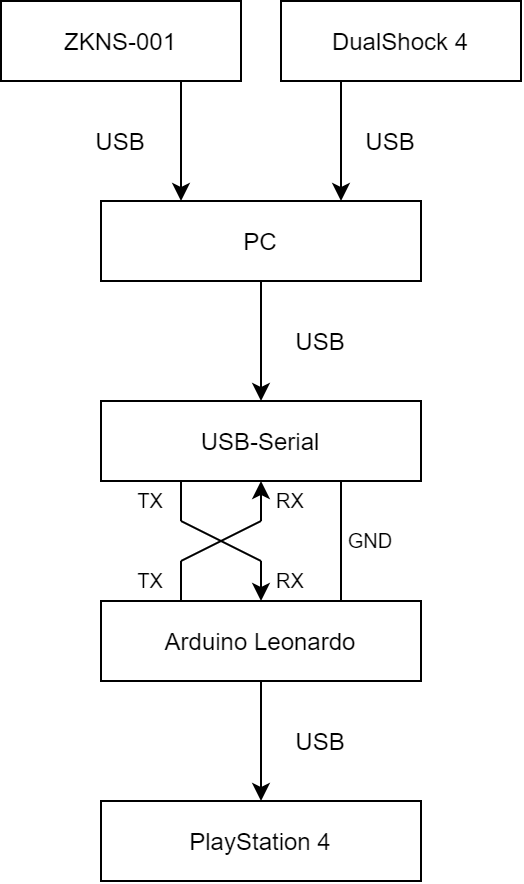 ZKNS-001
DualShock 4
USB
USB
PC
USB
USB-Serial
TX
RX
GND
TX
RX
Arduino Leonardo
USB
PlayStation 4